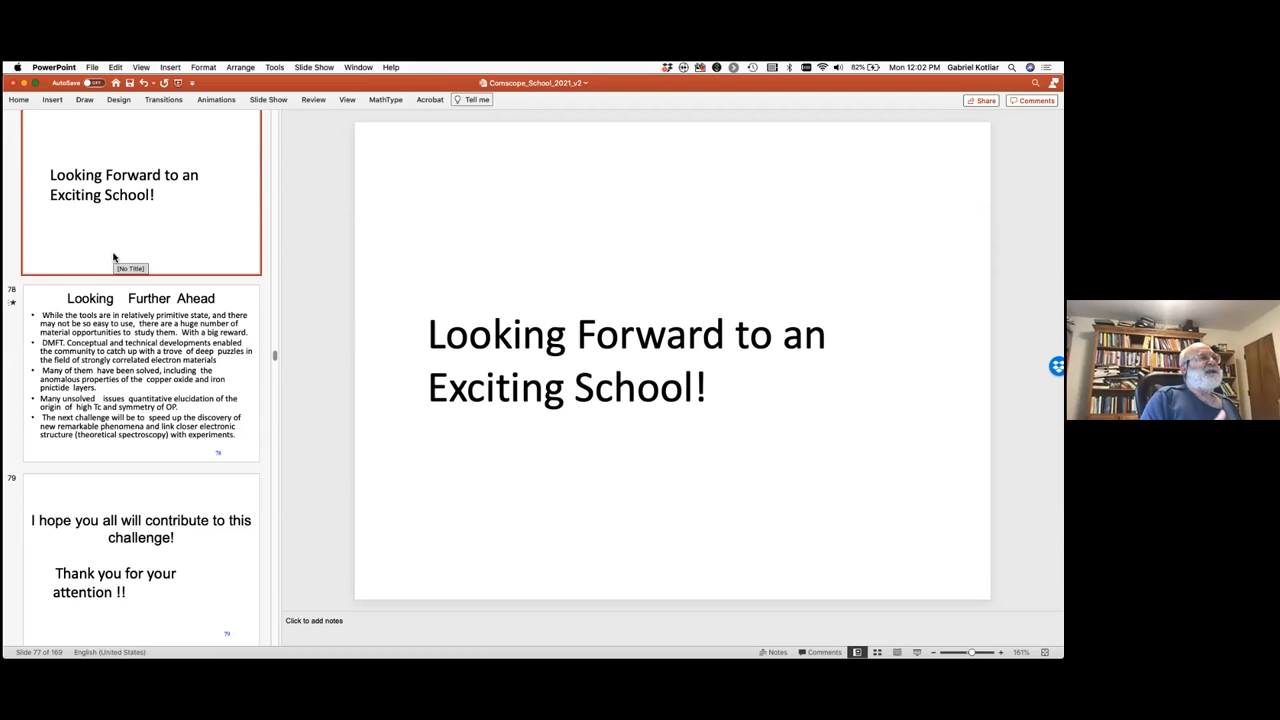 PowerPoint File Edit View Insert Format Arrange Tools Slide Show Window Help 82% Mon 12:02 PM Gabriel Kotliar
AutoSave OFF Comscope_School_2021_v2
Home Insert Draw Design Transitions Animations Slide Show Review View MathType Acrobat Tell me Share Comments
Looking Forward to an
Exciting School!
[No Title]
78
Looking Further Ahead
• While the tools are in relatively primitive state, and there
may not be so easy to use, there are a huge number of
material opportunities to study them. With a big reward.
• DMFT. Conceptual and technical developments enabled
the community to catch up with a trove of deep puzzles in
the field of strongly correlated electron materials
• Many of them have been solved, including the
anomalous properties of the copper oxide and iron
pnictide layers.
• Many unsolved issues quantitative elucidation of the
origin of high Tc and symmetry of OP.
• The next challenge will be to speed up the discovery of
new remarkable phenomena and link closer electronic
structure (theoretical spectroscopy) with experiments.
78
79
I hope you all will contribute to this
challenge!
Thank you for your
attention !!
79
Looking Forward to an
Exciting School!
Click to add notes
Slide 77 of 169 English (United States) Notes Comments 161%